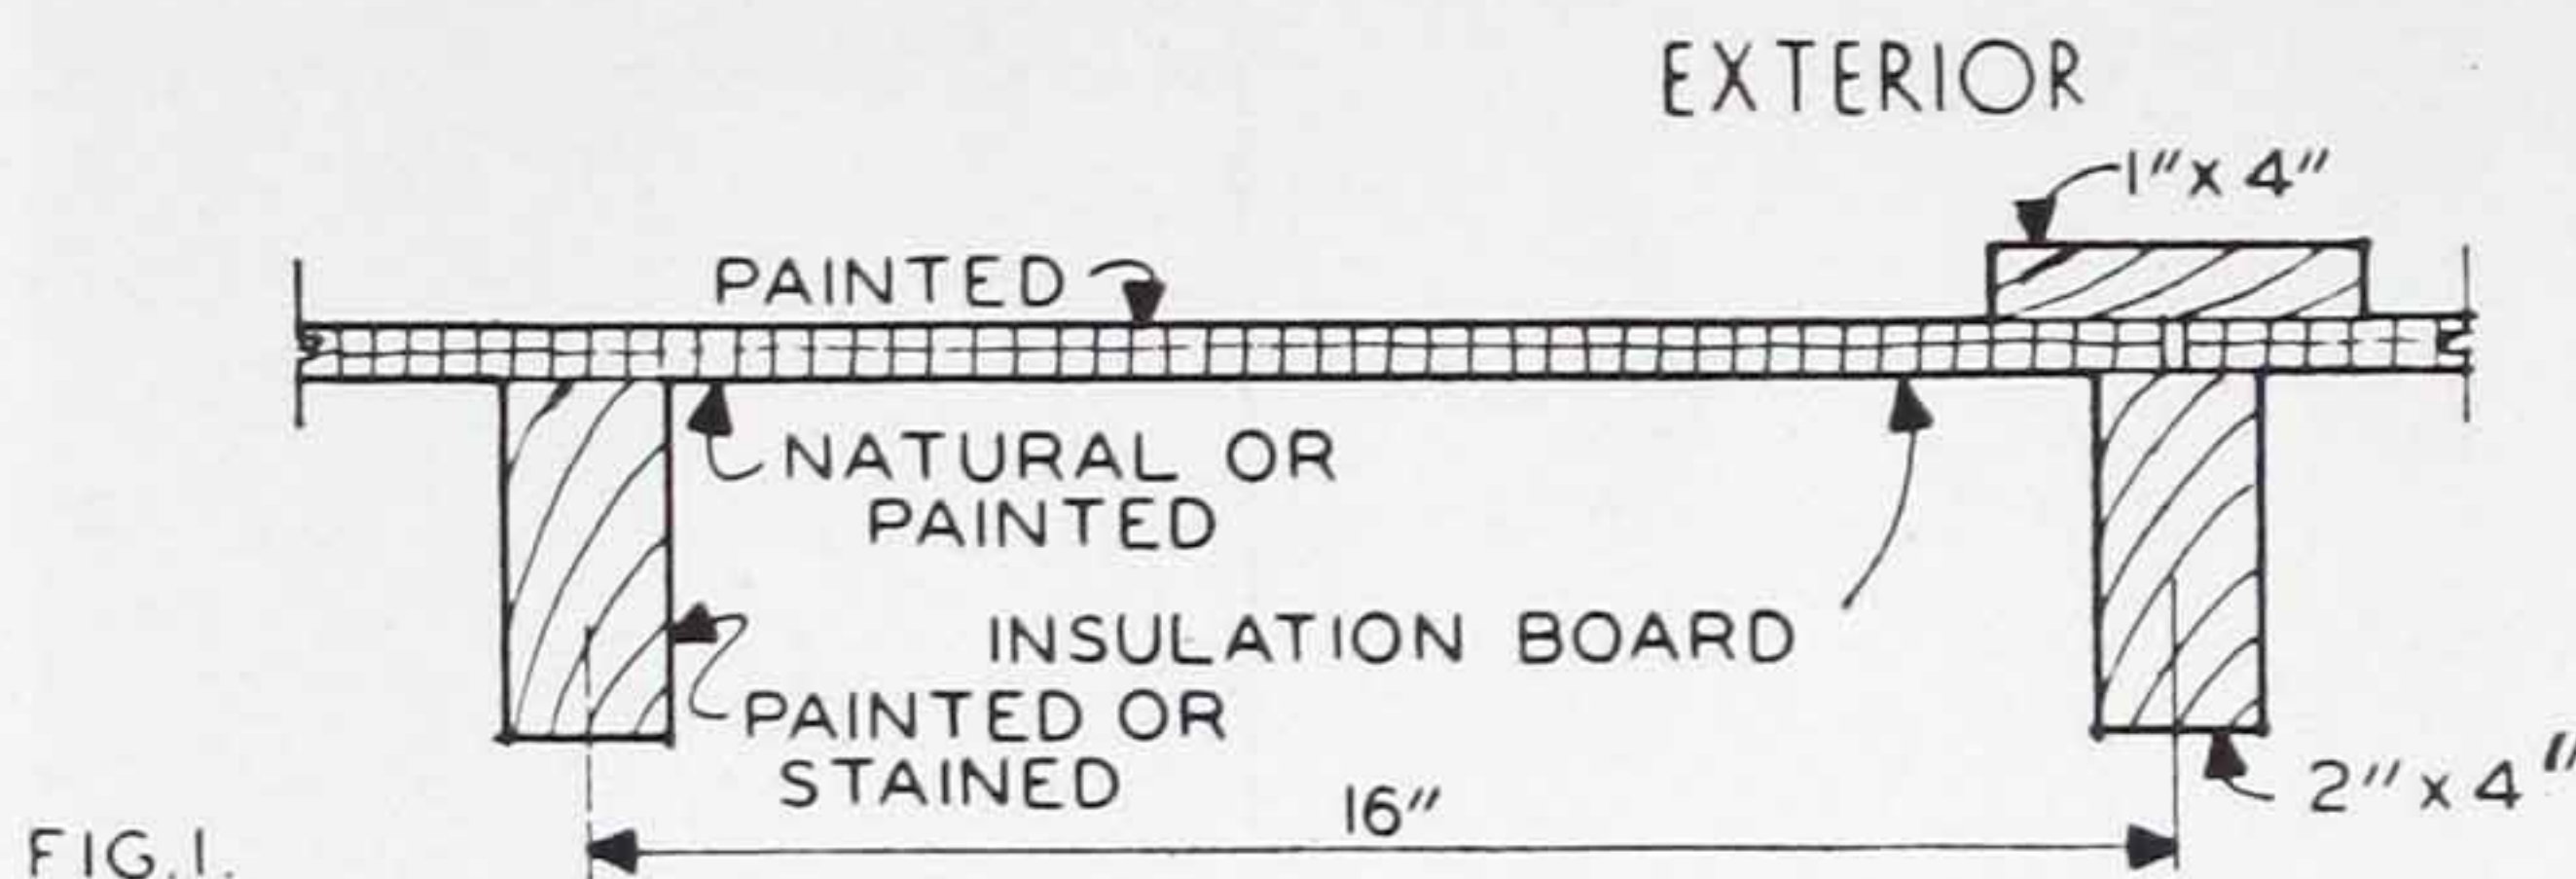 EXTERIOR
1" x 4"
PAINTED
NATURAL OR
PAINTED
INSULATION BOARD
PAINTED OR
STAINED
16"
2" x 4"
FIG. 1.